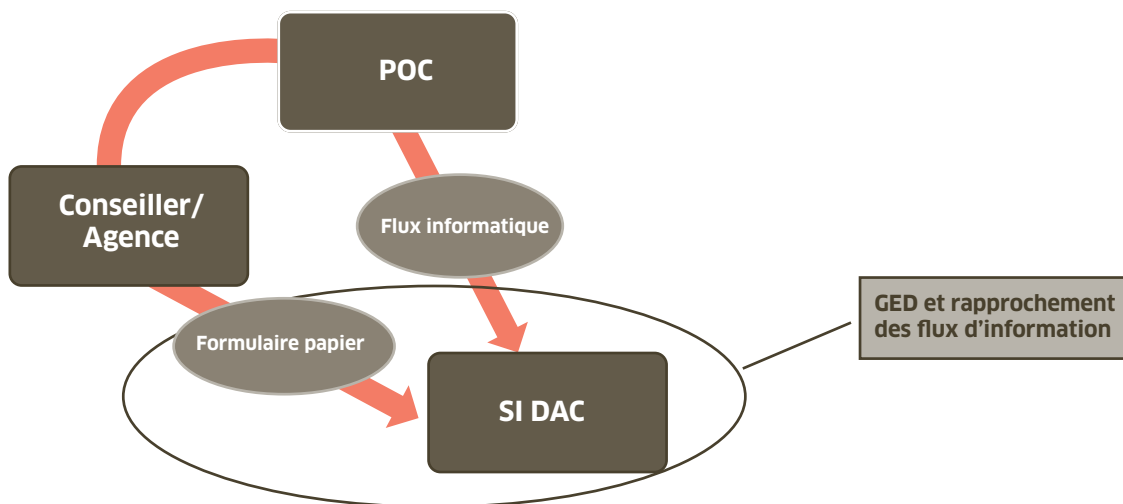 POC
Conseiller/
Agence
Flux informatique
GED et rapprochement
des flux d’information
Formulaire papier
SI DAC